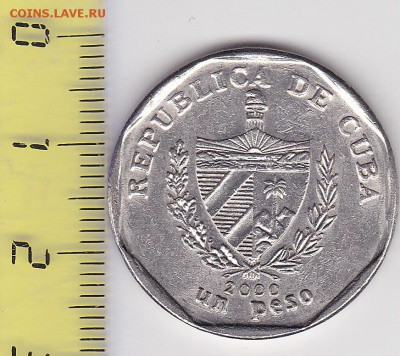 COINS.LAVE.RU
0
1
2
REPUBLICA DE CUBA
2000
un peso